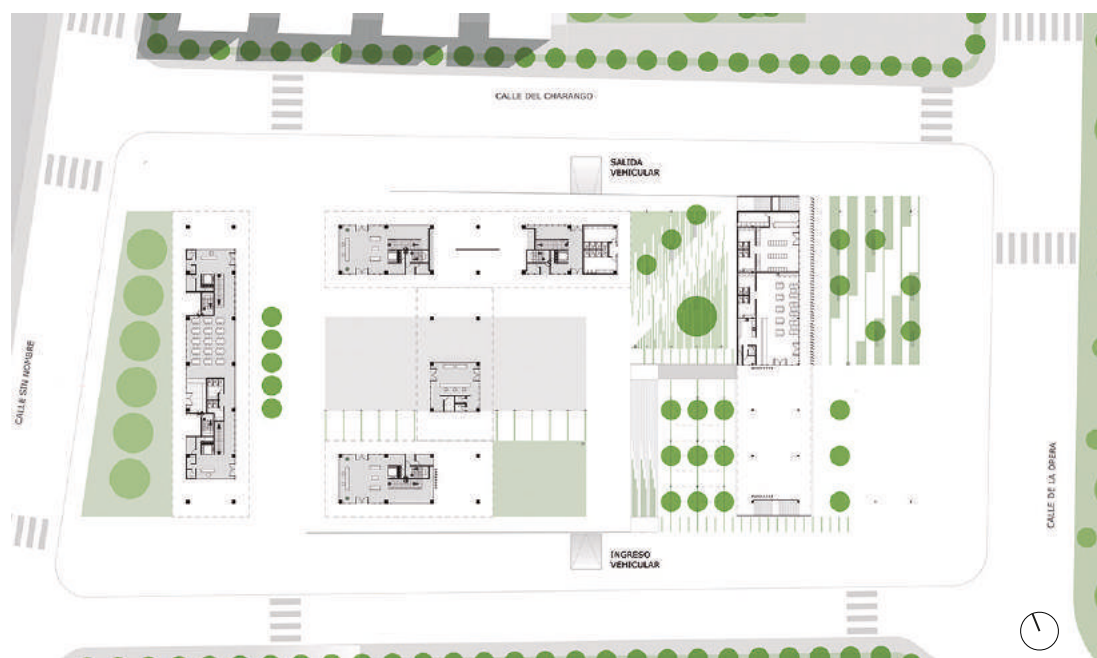 CALLE DEL CHARANGO
SALIDA
VEHICULAR
CALLE SIN NOMBRE
CALLE DE LA OPERA
INGRESO
VEHICULAR